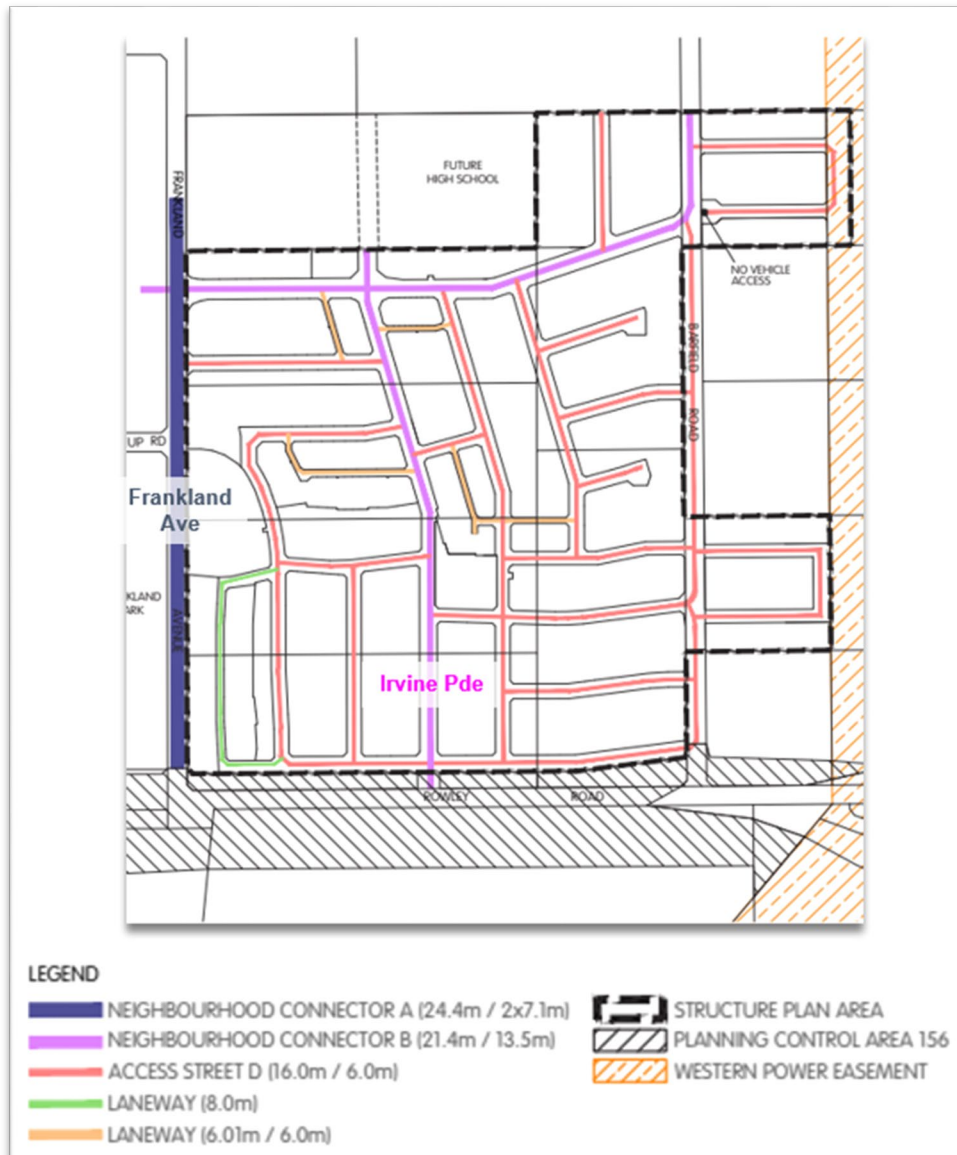 FUTURE
HIGH SCHOOL
FRANKLAND
NO VEHICLE
ACCESS
BARFIELD
ROAD
UP RD
Frankland
Ave
KLAND
ARK
AVENUE
Irvine Pde
ROWLEY
ROAD
LEGEND
NEIGHBOURHOOD CONNECTOR A (24.4m / 2x7.1m)
NEIGHBOURHOOD CONNECTOR B (21.4m / 13.5m)
ACCESS STREET D (16.0m / 6.0m)
LANEWAY (8.0m)
LANEWAY (6.01m / 6.0m)
STRUCTURE PLAN AREA
PLANNING CONTROL AREA 156
WESTERN POWER EASEMENT